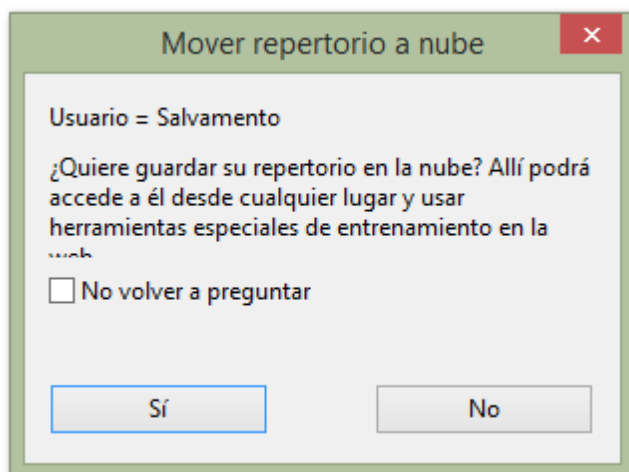 Mover repertorio a nube
Usuario = Salvamento
¿Quiere guardar su repertorio en la nube? Allí podrá
accede a él desde cualquier lugar y usar
herramientas especiales de entrenamiento en la
web.
No volver a preguntar
Sí
No